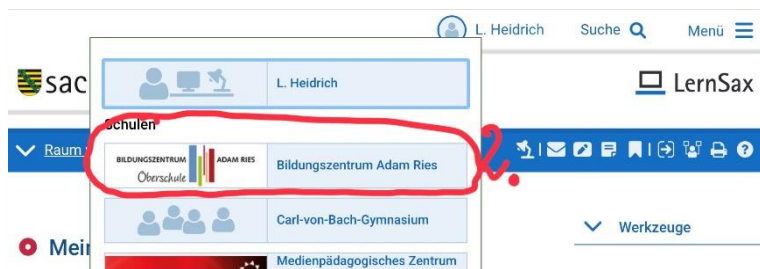 L. Heidrich Suche Menü
sac
L. Heidrich
LernSax
Schulen
Raum
BILDUNGSZENTRUM ADAM RIES
Oberschule
Bildungszentrum Adam Ries
2.
Carl-von-Bach-Gymnasium
Werkzeuge
Mein
Medienpädagogisches Zentrum